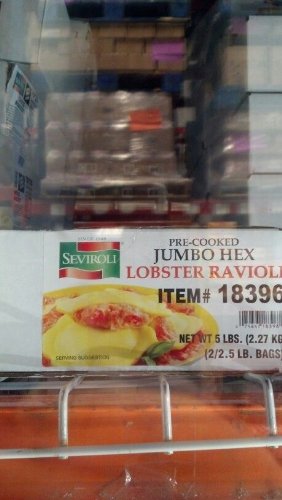 SEVIROLI
PRE-COOKED
JUMBO HEX
LOBSTER RAVIOLI
ITEM# 18396
NET WT 5 LBS. (2.27 KG
(2/2.5 LB. BAGS)
SERVING SUGGESTION